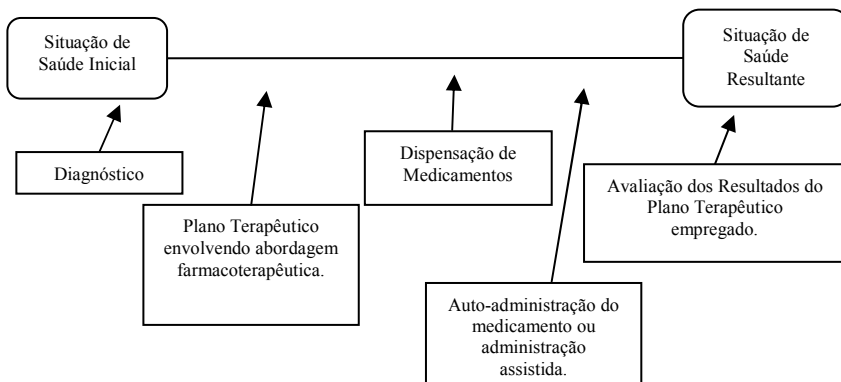 Situação de
Saúde Inicial
Situação de
Saúde
Resultante
Diagnóstico
Plano Terapêutico
envolvendo abordagem
farmacoterapêutica.
Dispensação de
Medicamentos
Auto-administração do
medicamento ou
administração
assistida.
Avaliação dos Resultados do
Plano Terapêutico
empregado.